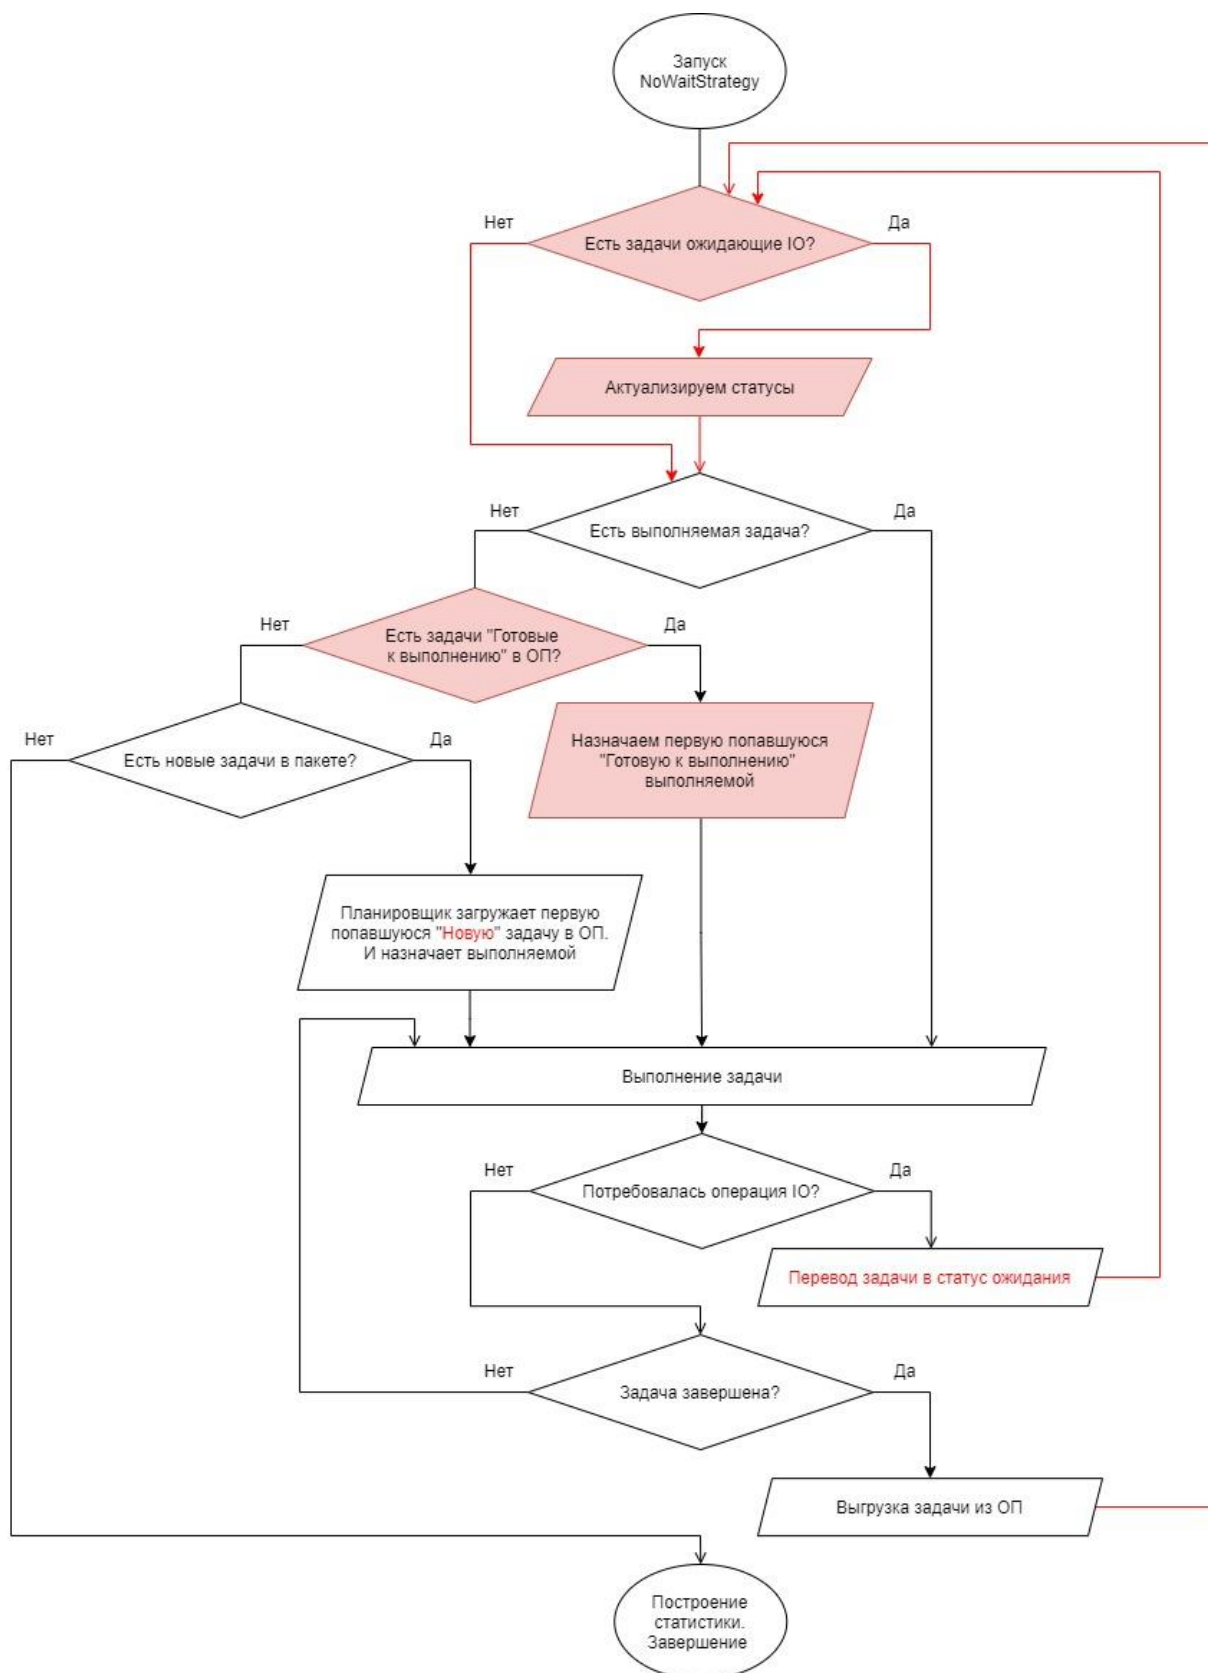 Запуск
NoWaitStrategy
Нет
Да
Есть задачи ожидающие IO?
Актуализируем статусы
Нет
Да
Есть выполняемая задача?
Нет
Да
Есть задачи "Готовые
к выполнению" в ОП?
Нет
Да
Есть новые задачи в пакете?
Назначаем первую попавшуюся
"Готовую к выполнению"
выполняемой
Планировщик загружает первую
попавшуюся "Новую" задачу в ОП.
И назначает выполняемой
Выполнение задачи
Нет
Да
Потребовалась операция IO?
Перевод задачи в статус ожидания
Нет
Да
Задача завершена?
Выгрузка задачи из ОП
Построение
статистики.
Завершение